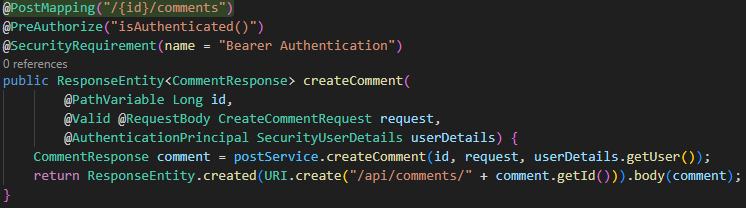 @PostMapping("/{id}/comments")
@PreAuthorize("isAuthenticated()")
@SecurityRequirement(name = "Bearer Authentication")
0 references
public ResponseEntity<CommentResponse> createComment(
        @PathVariable Long id,
        @Valid @RequestBody CreateCommentRequest request,
        @AuthenticationPrincipal SecurityUserDetails userDetails) {
    CommentResponse comment = postService.createComment(id, request, userDetails.getUser());
    return ResponseEntity.created(URI.create("/api/comments/" + comment.getId())).body(comment);
}